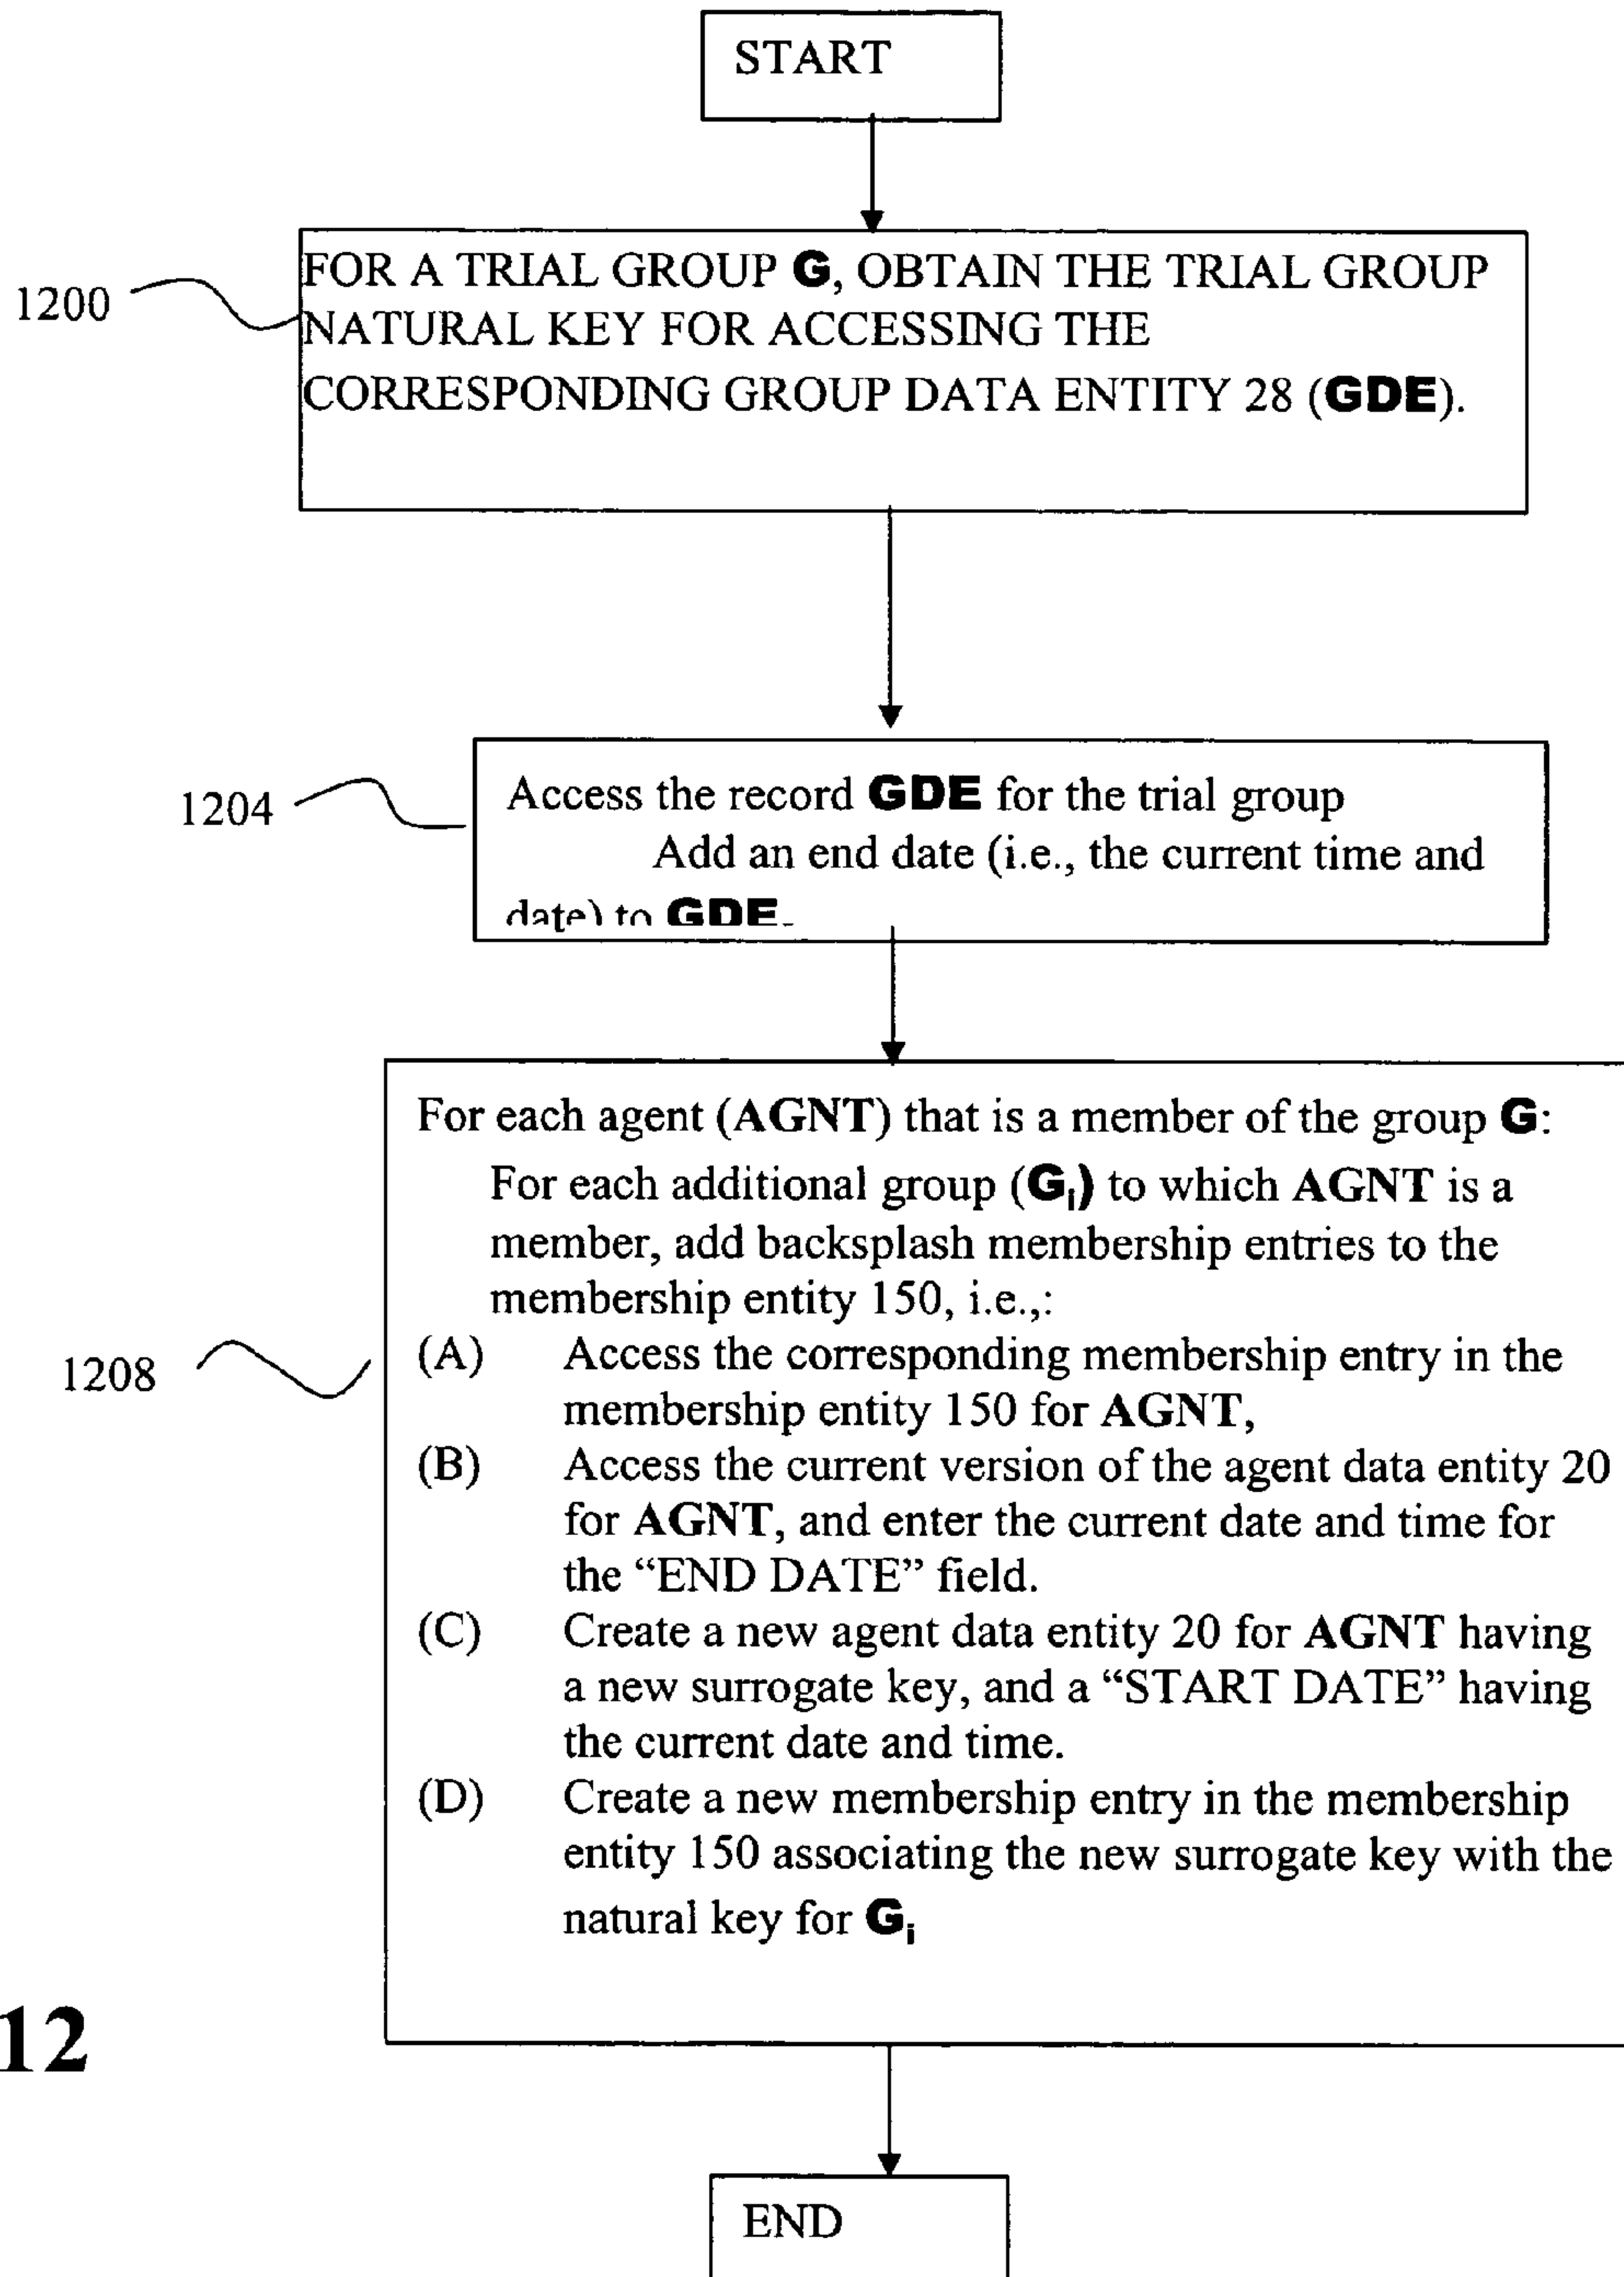 START
1200
FOR A TRIAL GROUP G, OBTAIN THE TRIAL GROUP
NATURAL KEY FOR ACCESSING THE
CORRESPONDING GROUP DATA ENTITY 28 (GDE).
1204
Access the record GDE for the trial group
Add an end date (i.e., the current time and
date) to GDE.
1208
For each agent (AGNT) that is a member of the group G:
For each additional group (Gi) to which AGNT is a
member, add backsplash membership entries to the
membership entity 150, i.e.,:
(A) Access the corresponding membership entry in the
membership entity 150 for AGNT,
(B) Access the current version of the agent data entity 20
for AGNT, and enter the current date and time for
the “END DATE” field.
(C) Create a new agent data entity 20 for AGNT having
a new surrogate key, and a “START DATE” having
the current date and time.
(D) Create a new membership entry in the membership
entity 150 associating the new surrogate key with the
natural key for Gi
12
END